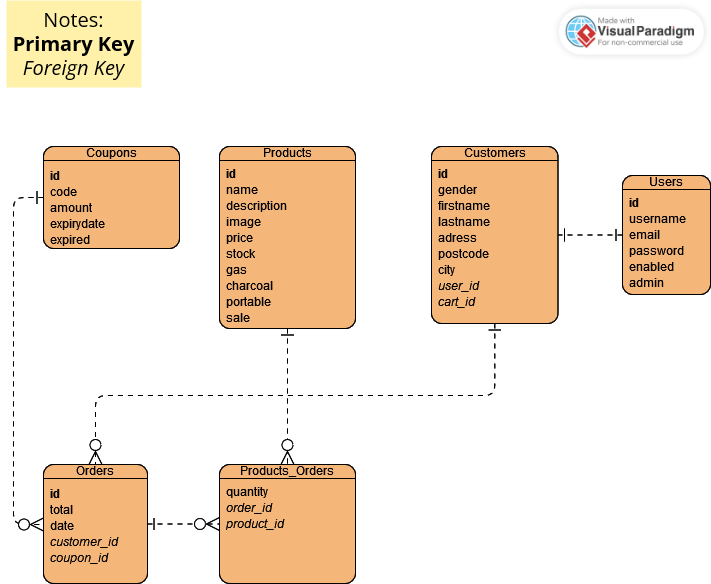 Notes:
Primary Key
Foreign Key
Made with
VisualParadigm
For non-commercial use
Coupons
id
code
amount
expirydate
expired
Products
id
name
description
image
price
stock
gas
charcoal
portable
sale
Customers
id
gender
firstname
lastname
adress
postcode
city
user_id
cart_id
Users
id
username
email
password
enabled
admin
Orders
id
total
date
customer_id
coupon_id
Products_Orders
quantity
order_id
product_id